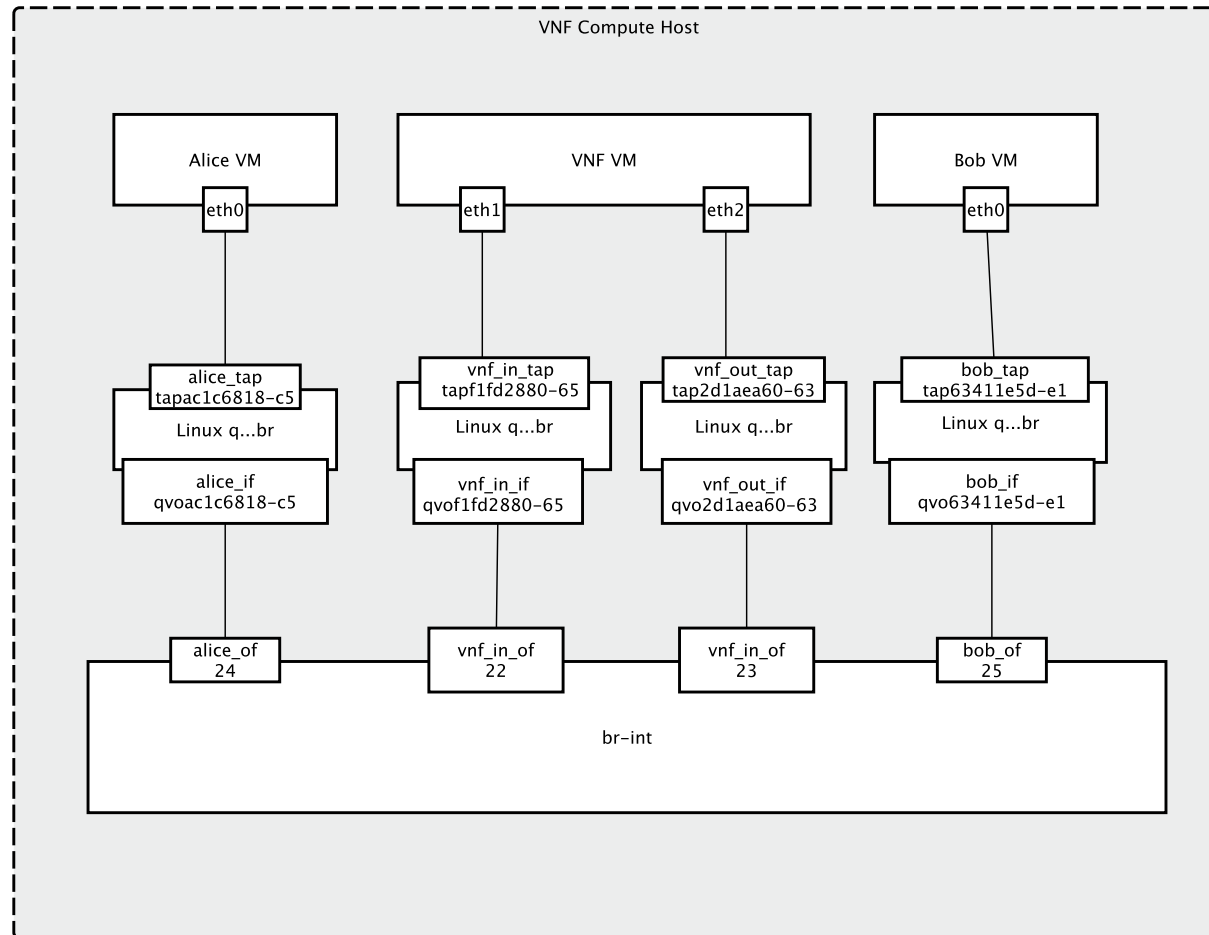 VNF Compute Host
Alice VM
VNF VM
Bob VM
eth0
eth1
eth2
eth0
alice_tap
tapac1c6818-c5
vnf_in_tap
tapf1fd2880-65
vnf_out_tap
tap2d1aea60-63
bob_tap
tap63411e5d-e1
Linux q...br
Linux q...br
Linux q...br
Linux q...br
alice_if
qvoac1c6818-c5
vnf_in_if
qvof1fd2880-65
vnf_out_if
qvo2d1aea60-63
bob_if
qvo63411e5d-e1
alice_of
24
vnf_in_of
22
vnf_in_of
23
bob_of
25
br-int